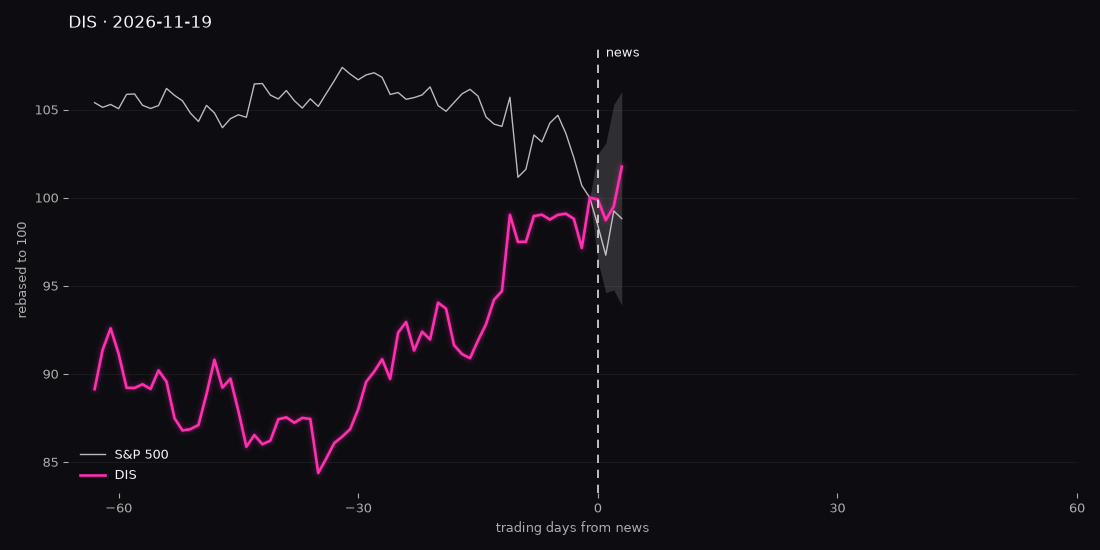 DIS · 2026-11-19
news
105
100
95
90
85
rebased to 100
S&P 500
DIS
−60
−30
0
30
60
trading days from news